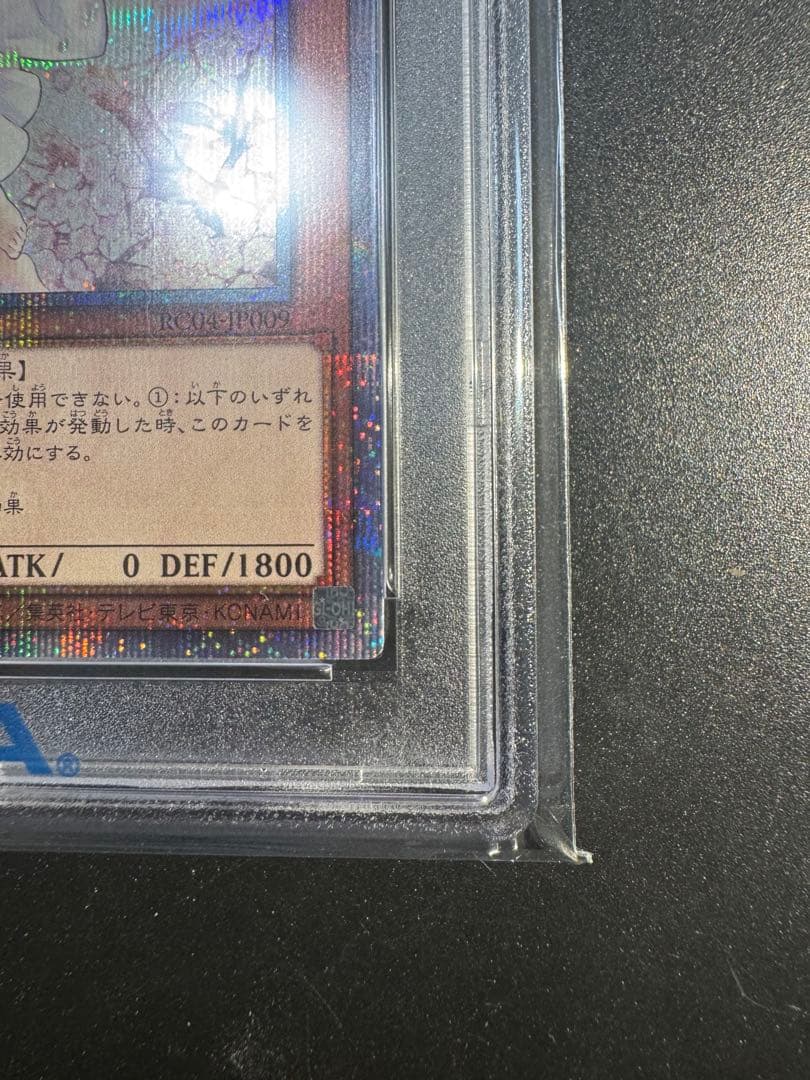 RC04-JP009
果】
使用できない。①:以下のいずれ
効果が発動した時、このカードを
効にする。
果
ATK/ 0 DEF/1800
／集英社・テレビ東京・KONAMI
A®